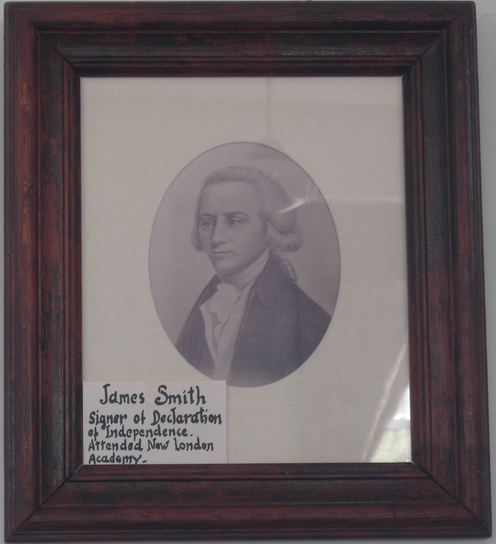 James Smith
Signer of Declaration
of Independence.
Attended New London
Academy-